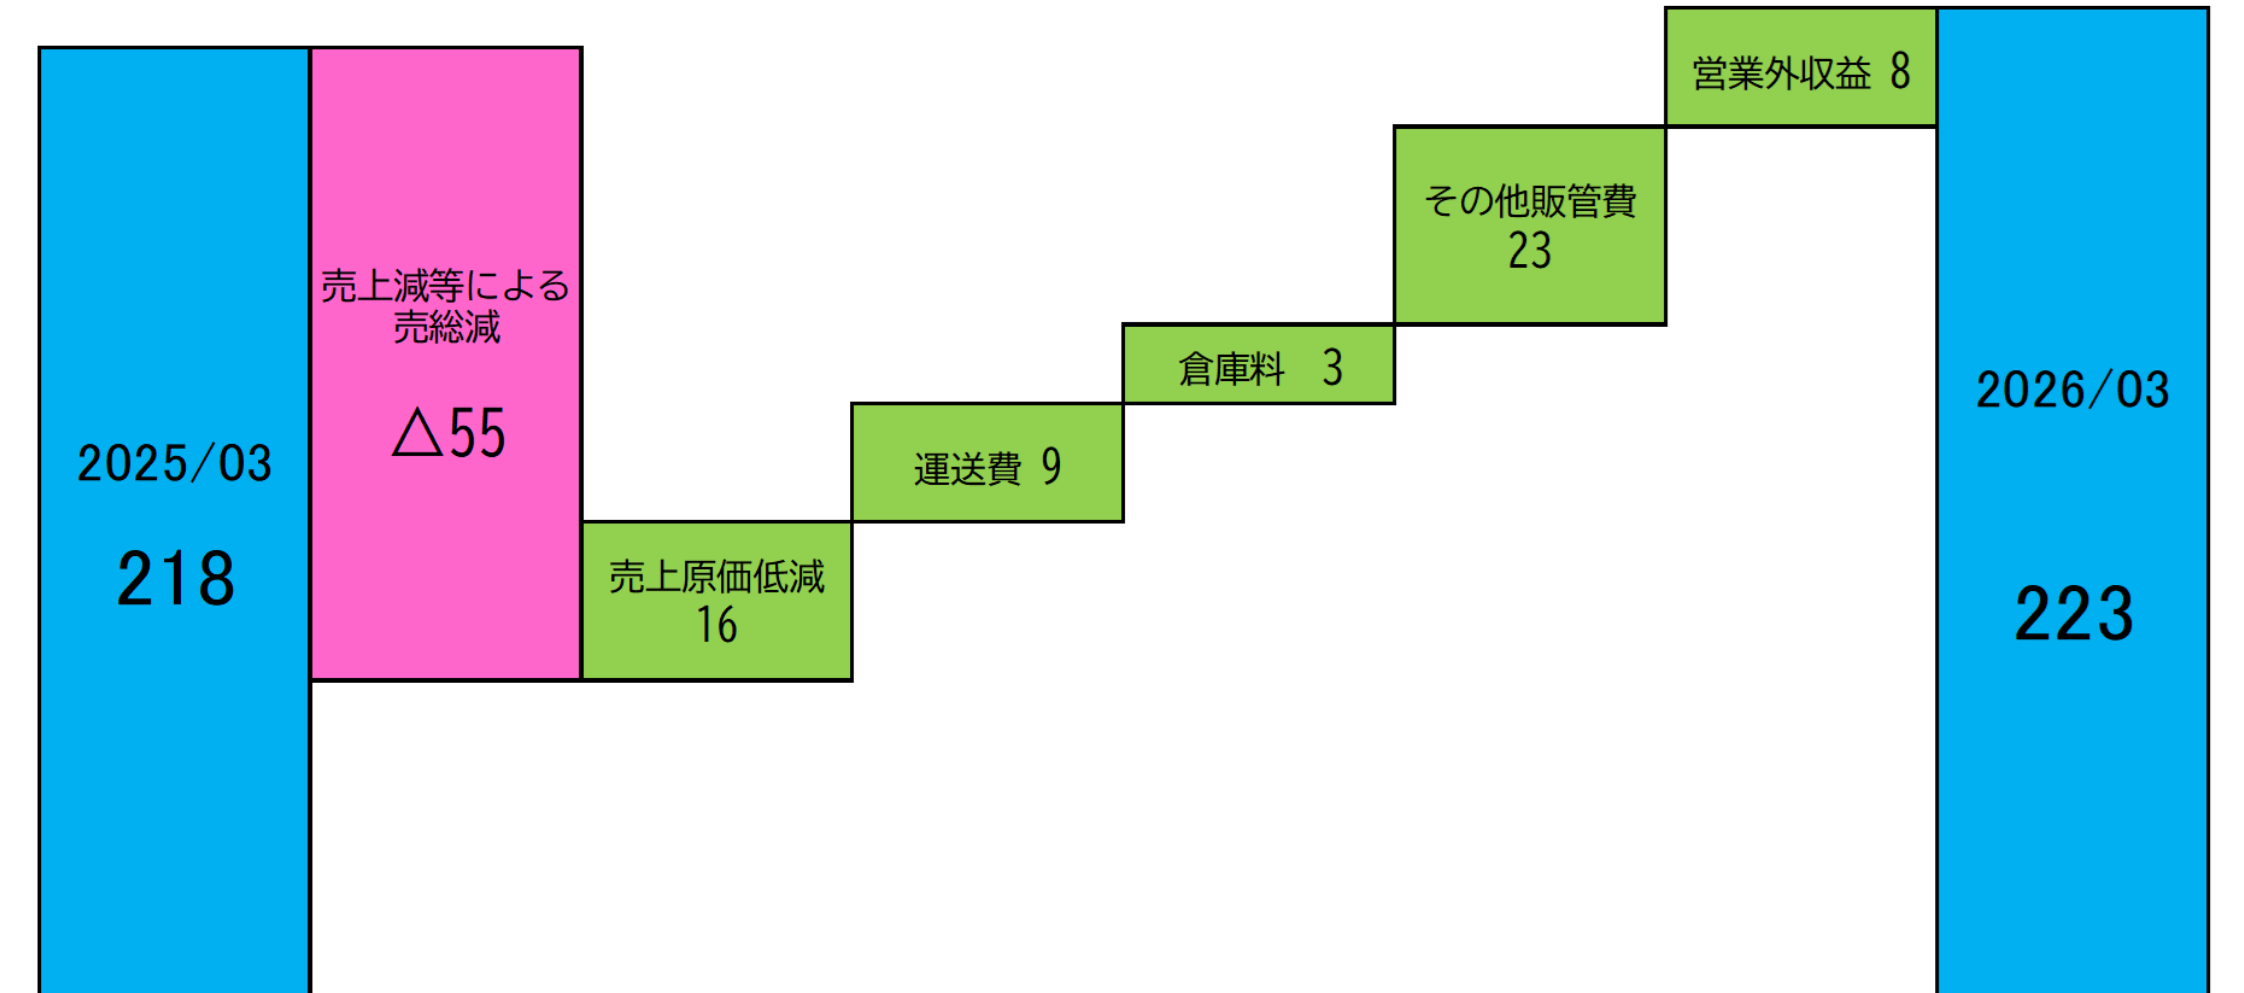 2025/03
218
売上減等による
売総減
△55
売上原価低減
16
運送費 9
倉庫料　3
その他販管費
23
営業外収益 8
2026/03
223